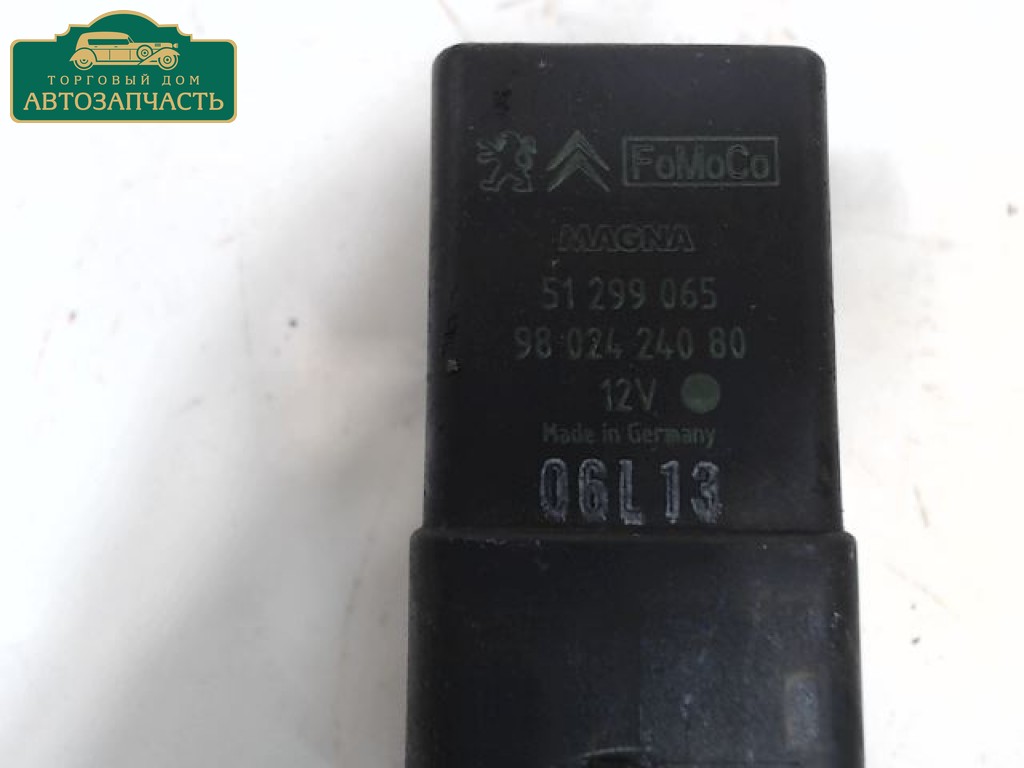 ТОРГОВЫЙ ДОМ
АВТОЗАПЧАСТЬ
FoMoCo
MAGNA
51 299 065
98 024 240 80
12V
Made in Germany
06L13